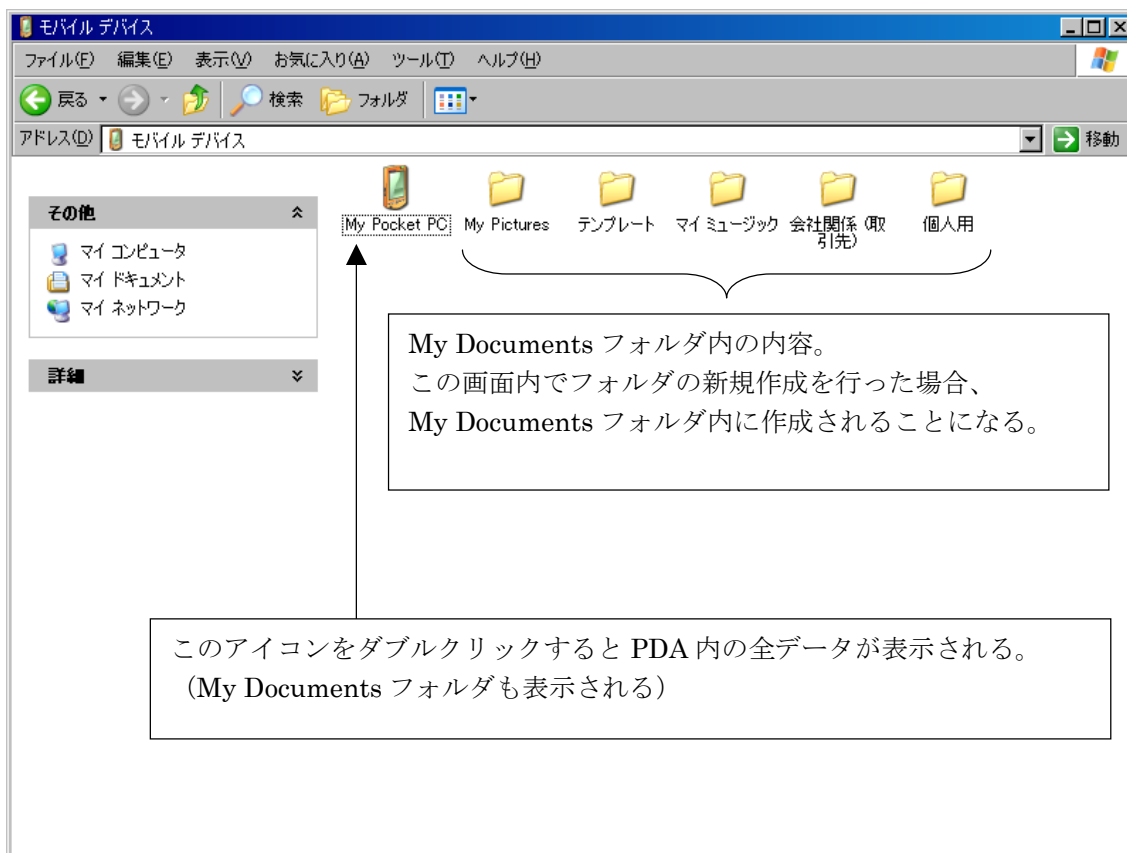 モバイル デバイス
ファイル(F) 編集(E) 表示(V) お気に入り(A) ツール(T) ヘルプ(H)
戻る 検索 フォルダ
アドレス(D) モバイル デバイス 移動
その他
マイ コンピュータ
マイ ドキュメント
マイ ネットワーク
詳細
My Pocket PC My Pictures テンプレート マイ ミュージック 会社関係 (取 個人用
引先)
My Documents フォルダ内の内容。
この画面内でフォルダの新規作成を行った場合、
My Documents フォルダ内に作成されることになる。
このアイコンをダブルクリックすると PDA 内の全データが表示される。
（My Documents フォルダも表示される）